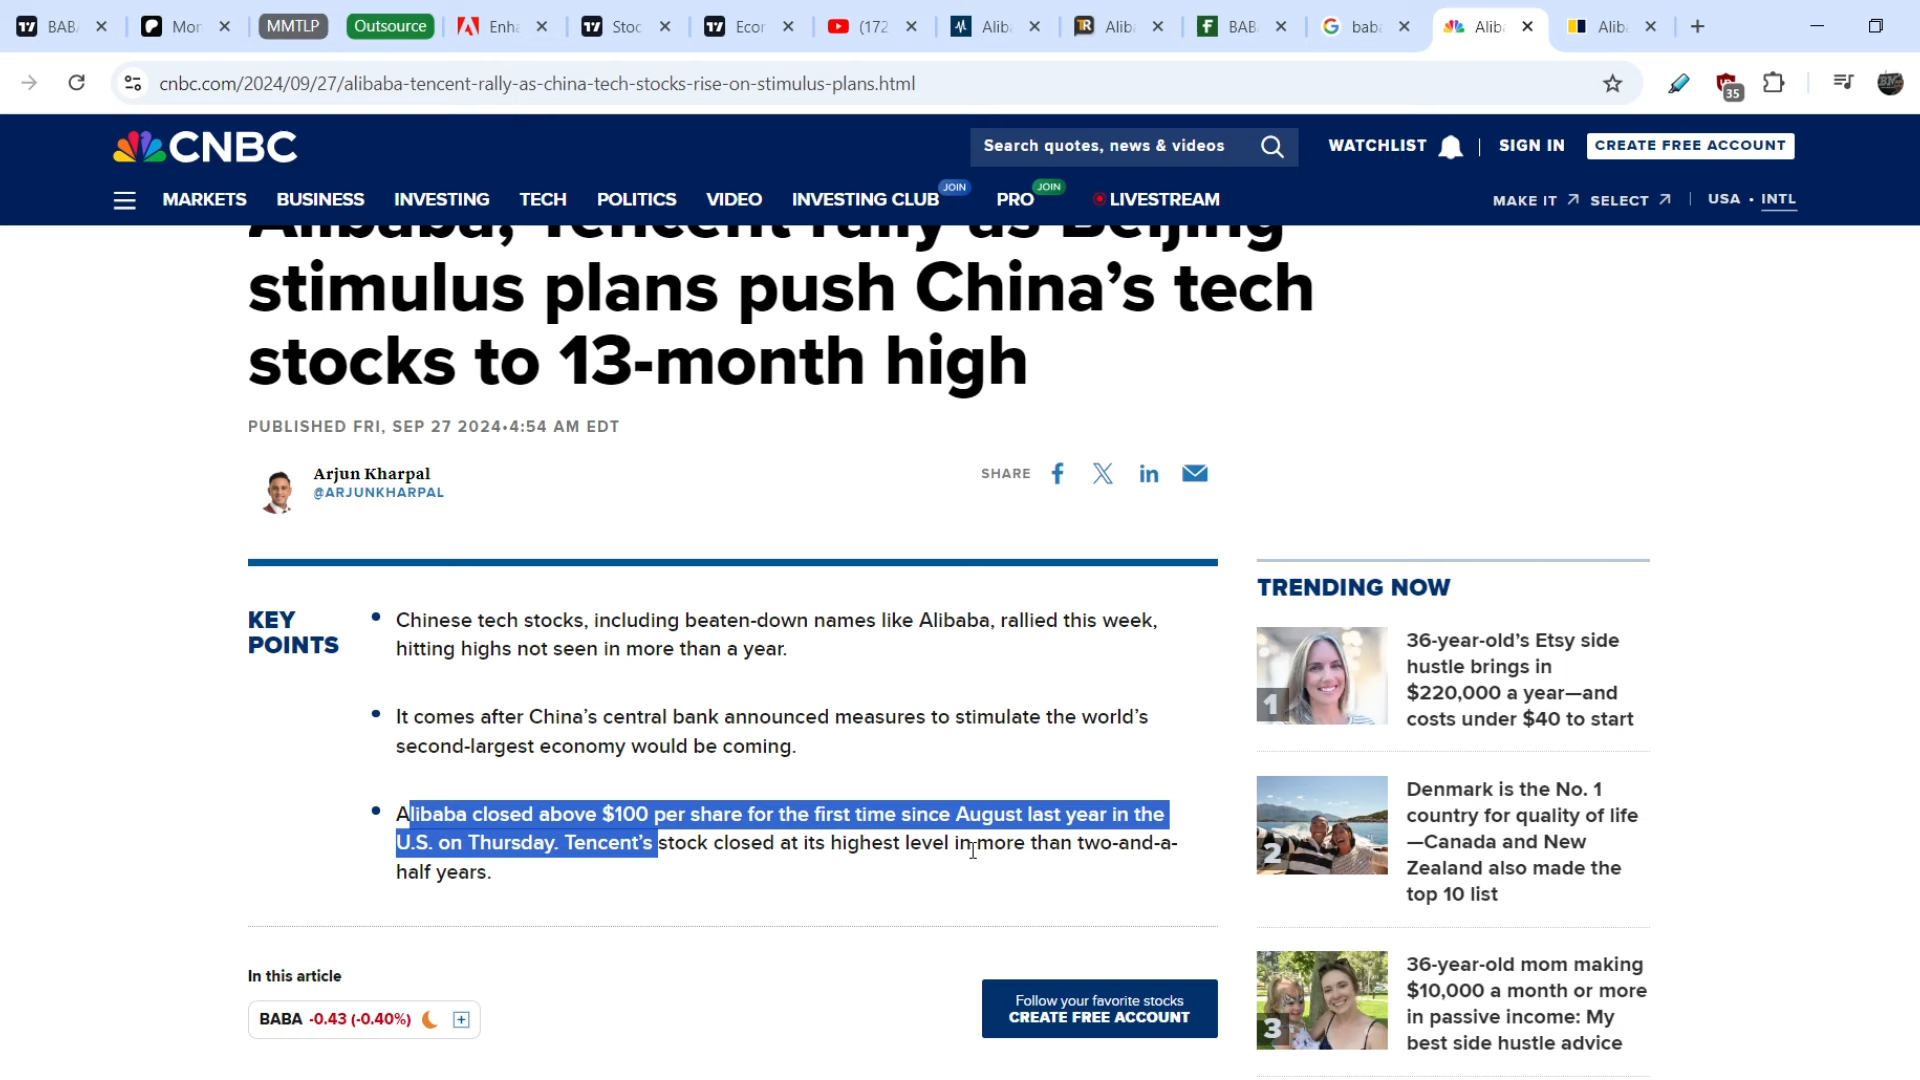 BAB
Mor
MMTLP
Outsource
Enha
Stoc
Ecor
(172
Alib
Alib
BAB
bab
Alib
Alib
35
cnbc.com/2024/09/27/alibaba-tencent-rally-as-china-tech-stocks-rise-on-stimulus-plans.html
CNBC
Search quotes, news & videos
WATCHLIST
SIGN IN
CREATE FREE ACCOUNT
MARKETS BUSINESS INVESTING TECH POLITICS VIDEO INVESTING CLUB JOIN PRO JOIN LIVESTREAM
MAKE IT SELECT USA • INTL
Alibaba, Tencent rally as Beijing
stimulus plans push China’s tech
stocks to 13-month high
PUBLISHED FRI, SEP 27 2024•4:54 AM EDT
Arjun Kharpal
@ARJUNKHARPAL
SHARE
KEY
POINTS
Chinese tech stocks, including beaten-down names like Alibaba, rallied this week,
hitting highs not seen in more than a year.
It comes after China’s central bank announced measures to stimulate the world’s
second-largest economy would be coming.
Alibaba closed above $100 per share for the first time since August last year in the
U.S. on Thursday. Tencent’s stock closed at its highest level in more than two-and-a-
half years.
In this article
BABA -0.43 (-0.40%)
Follow your favorite stocks
CREATE FREE ACCOUNT
TRENDING NOW
1
36-year-old’s Etsy side
hustle brings in
$220,000 a year—and
costs under $40 to start
2
Denmark is the No. 1
country for quality of life
—Canada and New
Zealand also made the
top 10 list
3
36-year-old mom making
$10,000 a month or more
in passive income: My
best side hustle advice